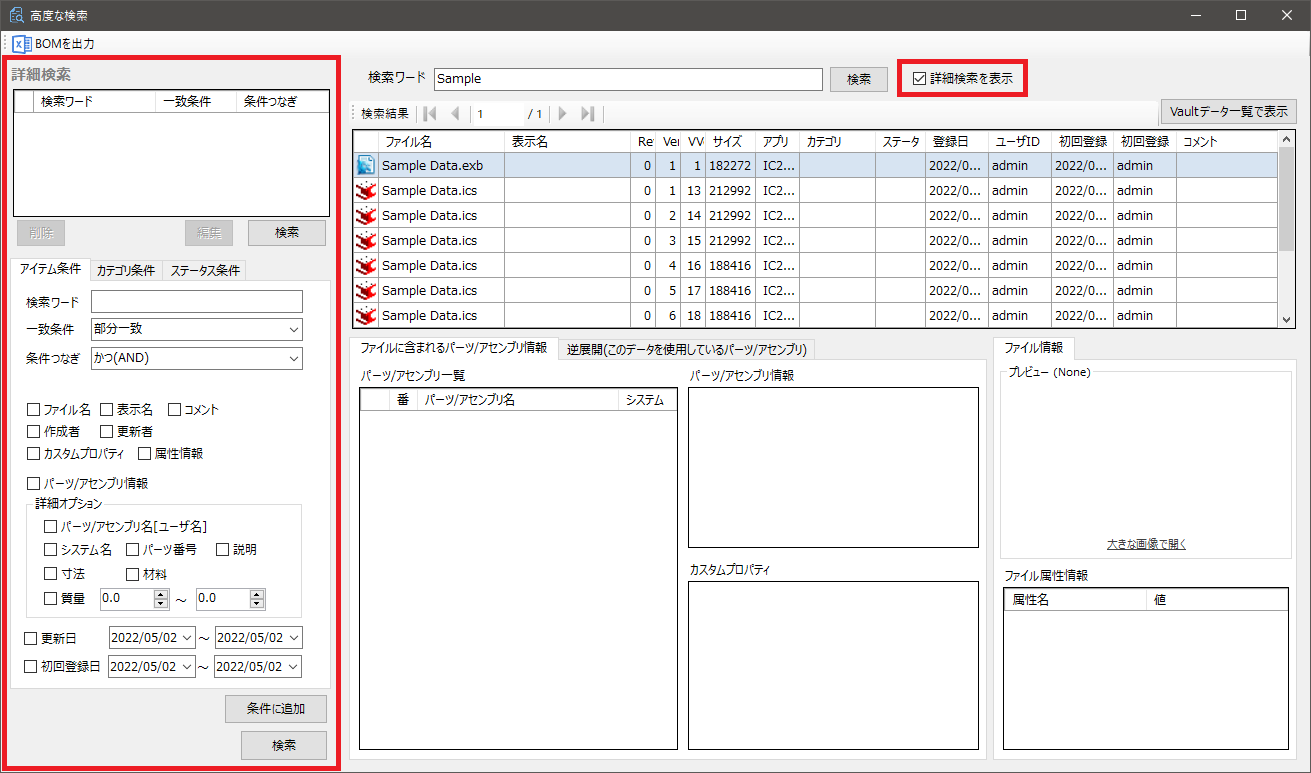 高度な検索
BOMを出力
詳細検索
検索ワード 一致条件 条件つなぎ
削除 編集 検索
アイテム条件 カテゴリ条件 ステータス条件
検索ワード
一致条件 部分一致
条件つなぎ かつ(AND)
ファイル名 表示名 コメント
作成者 更新者
カスタムプロパティ 属性情報
パーツ/アセンブリ情報
詳細オプション
パーツ/アセンブリ名[ユーザ名]
システム名 パーツ番号 説明
寸法 材料
質量 0.0 ～ 0.0
更新日 2022/05/02 ～ 2022/05/02
初回登録日 2022/05/02 ～ 2022/05/02
条件に追加
検索
検索ワード Sample 検索 詳細検索を表示
検索結果 1 / 1 Vaultデータ一覧で表示
ファイル名 表示名 Re Ver VV サイズ アプリ カテゴリ ステータ 登録日 ユーザID 初回登録 初回登録 コメント
Sample Data.exb 0 1 1 182272 IC2... 2022/0... admin 2022/0... admin
Sample Data.ics 0 1 13 212992 IC2... 2022/0... admin 2022/0... admin
Sample Data.ics 0 2 14 212992 IC2... 2022/0... admin 2022/0... admin
Sample Data.ics 0 3 15 212992 IC2... 2022/0... admin 2022/0... admin
Sample Data.ics 0 4 16 188416 IC2... 2022/0... admin 2022/0... admin
Sample Data.ics 0 5 17 188416 IC2... 2022/0... admin 2022/0... admin
Sample Data.ics 0 6 18 188416 IC2... 2022/0... admin 2022/0... admin
ファイルに含まれるパーツ/アセンブリ情報 逆展開(このデータを使用しているパーツ/アセンブリ)
パーツ/アセンブリ一覧
番 パーツ/アセンブリ名 システム
パーツ/アセンブリ情報
カスタムプロパティ
ファイル情報
プレビュー (None)
大きな画像で開く
ファイル属性情報
属性名 値